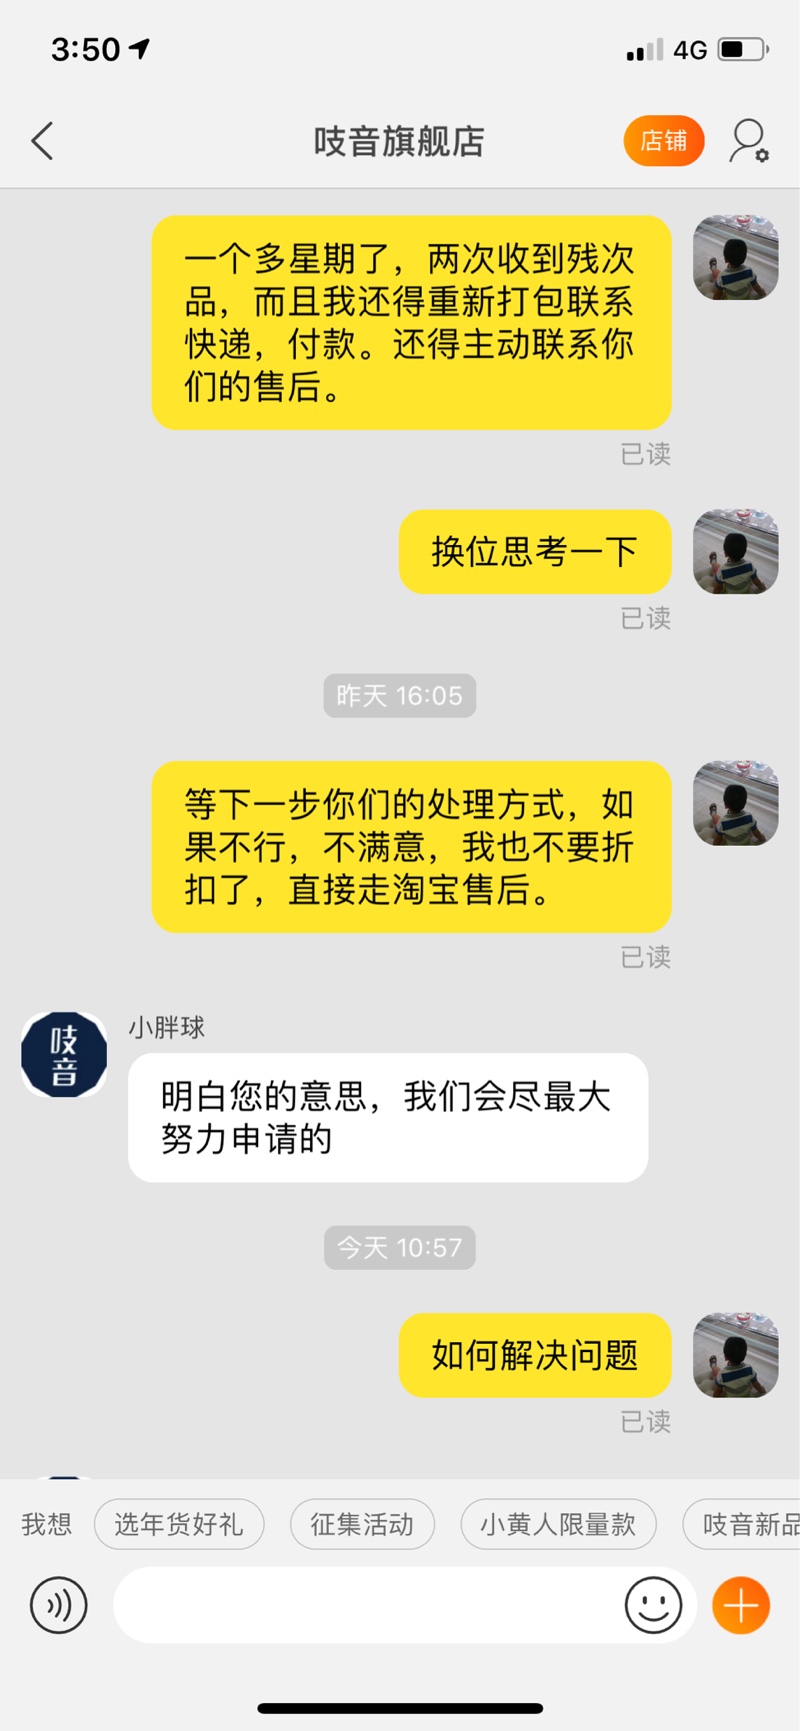 3:50
4G
吱音旗舰店
店铺
一个多星期了，两次收到残次
品，而且我还得重新打包联系
快递，付款。还得主动联系你
们的售后。
已读
换位思考一下
已读
昨天 16:05
等下一步你们的处理方式，如
果不行，不满意，我也不要折
扣了，直接走淘宝售后。
已读
吱
音
小胖球
明白您的意思，我们会尽最大
努力申请的
今天 10:57
如何解决问题
已读
我想
选年货好礼
征集活动
小黄人限量款
吱音新品